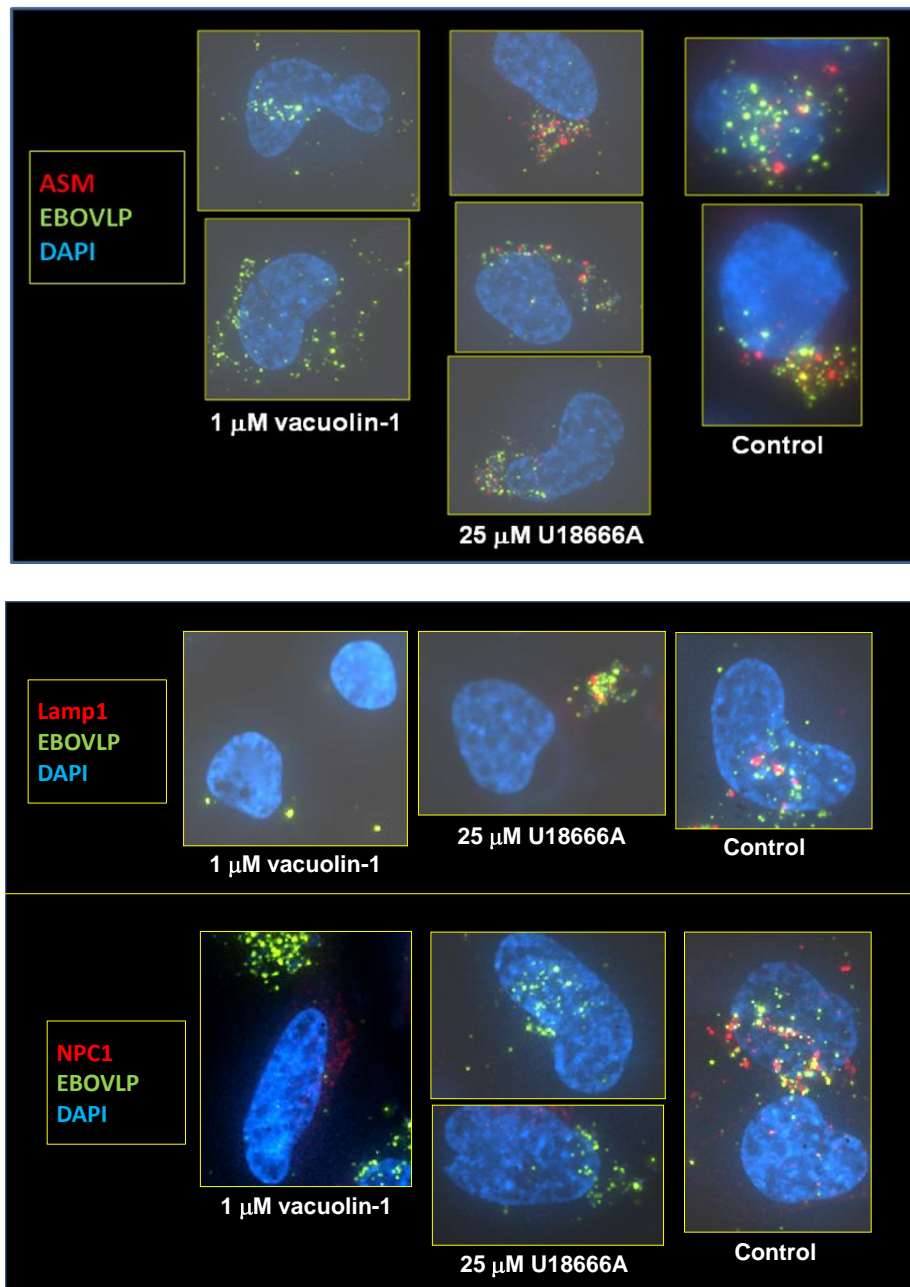 ASM
EBOVLP
DAPI
1 μM vacuolin-1
25 μM U18666A
Control
Lamp1
EBOVLP
DAPI
1 μM vacuolin-1
25 μM U18666A
Control
NPC1
EBOVLP
DAPI
1 μM vacuolin-1
25 μM U18666A
Control